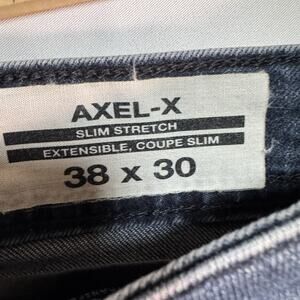 AXEL-X
SLIM STRETCH
EXTENSIBLE, COUPE SLIM
38 x 30